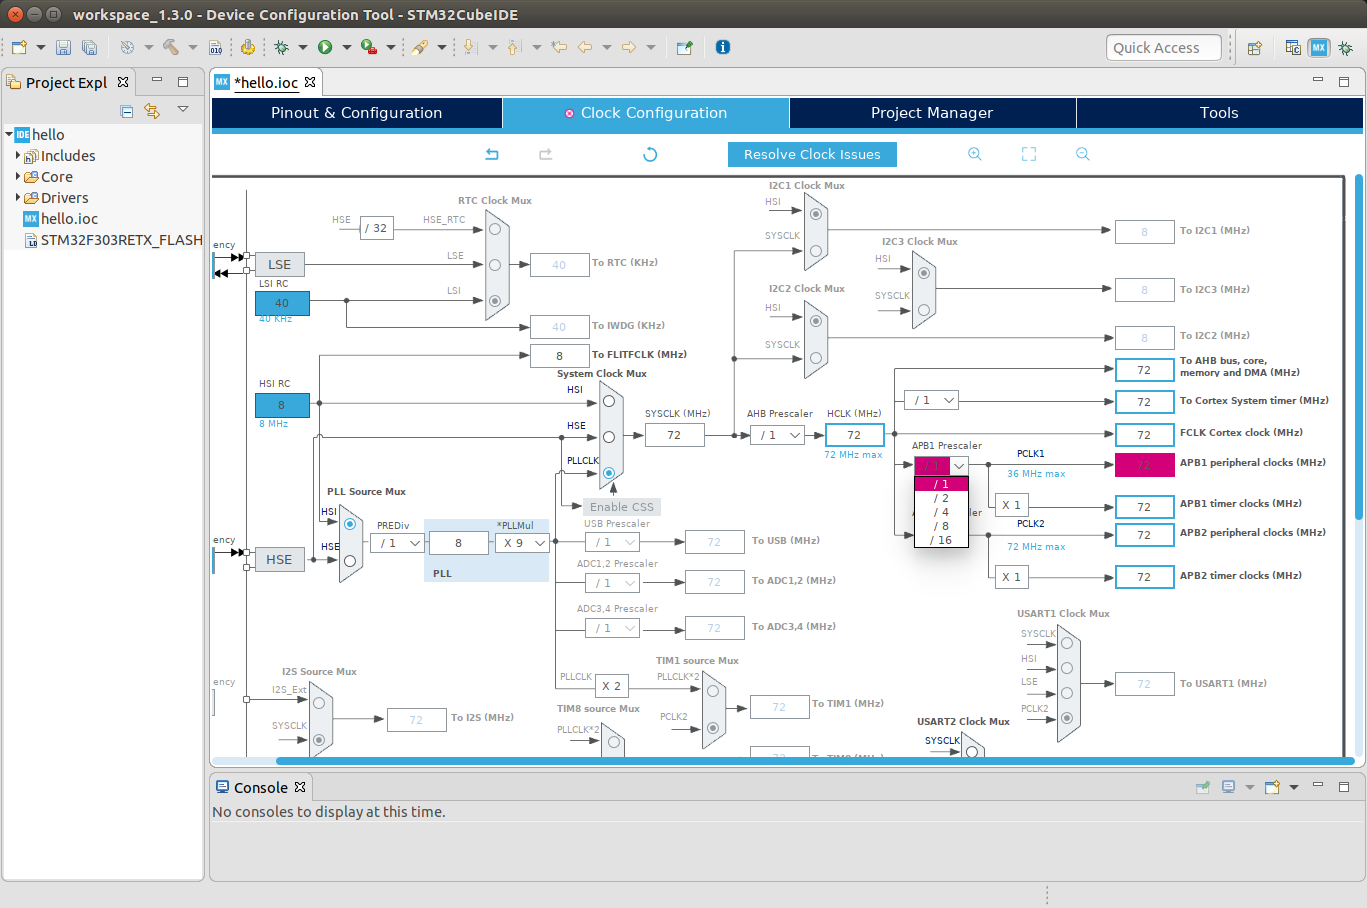 workspace_1.3.0 - Device Configuration Tool - STM32CubeIDE
010
Quick Access
MX
Project Expl
MX *hello.ioc
IDE hello
Includes
Core
Drivers
MX hello.ioc
STM32F303RETX_FLASH
Pinout & Configuration
Clock Configuration
Project Manager
Tools
Resolve Clock Issues
I2C1 Clock Mux
HSI
SYSCLK
8
To I2C1 (MHz)
RTC Clock Mux
HSE
/ 32
HSE_RTC
LSE
LSI
40
To RTC (KHz)
ency
LSE
LSI RC
40
40 KHz
40
To IWDG (KHz)
I2C3 Clock Mux
HSI
SYSCLK
8
To I2C3 (MHz)
I2C2 Clock Mux
HSI
SYSCLK
8
To I2C2 (MHz)
8
To FLITFCLK (MHz)
System Clock Mux
HSI RC
8
8 MHz
HSI
HSE
PLLCLK
SYSCLK (MHz)
72
AHB Prescaler
/ 1
HCLK (MHz)
72
72 MHz max
72
To AHB bus, core,
memory and DMA (MHz)
/ 1
72
To Cortex System timer (MHz)
72
FCLK Cortex clock (MHz)
APB1 Prescaler
/ 1
/ 1
/ 2
/ 4
/ 8
/ 16
PCLK1
36 MHz max
72
APB1 peripheral clocks (MHz)
X 1
72
APB1 timer clocks (MHz)
PCLK2
72 MHz max
72
APB2 peripheral clocks (MHz)
X 1
72
APB2 timer clocks (MHz)
Enable CSS
PLL Source Mux
HSI
HSE
ency
HSE
PREDiv
/ 1
8
*PLLMul
X 9
PLL
USB Prescaler
/ 1
72
To USB (MHz)
ADC1,2 Prescaler
/ 1
72
To ADC1,2 (MHz)
ADC3,4 Prescaler
/ 1
72
To ADC3,4 (MHz)
USART1 Clock Mux
SYSCLK
HSI
LSE
PCLK2
72
To USART1 (MHz)
ency
I2S Source Mux
I2S_Ext
SYSCLK
72
To I2S (MHz)
PLLCLK
X 2
TIM1 source Mux
PLLCLK*2
PCLK2
72
To TIM1 (MHz)
TIM8 source Mux
PLLCLK*2
72
To TIM8 (MHz)
USART2 Clock Mux
SYSCLK
Console
No consoles to display at this time.